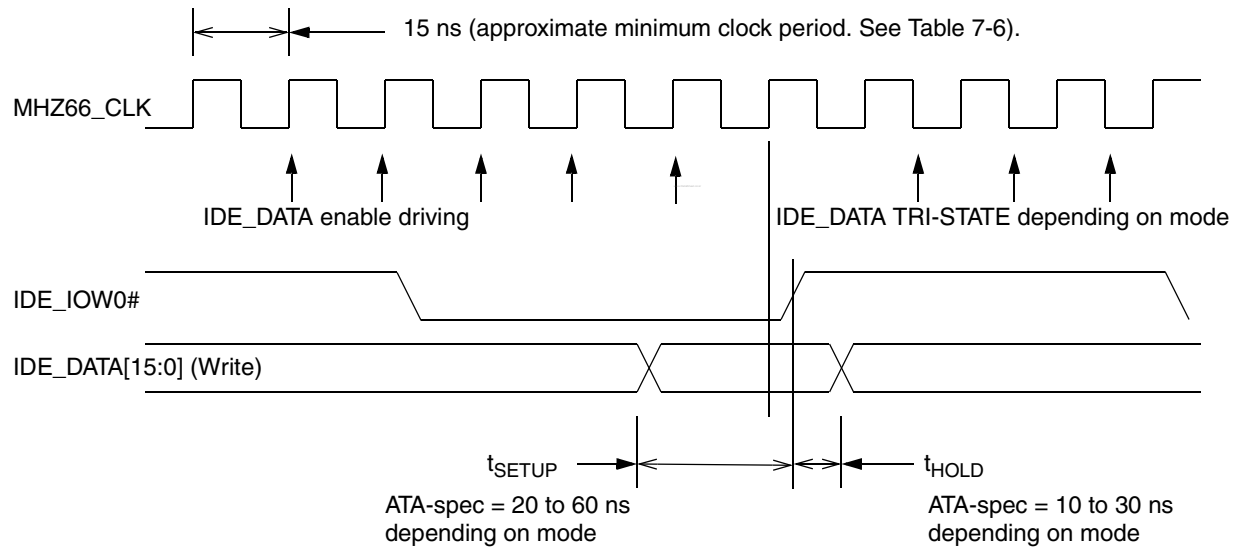 15 ns (approximate minimum clock period. See Table 7-6).
MHZ66_CLK
IDE_DATA enable driving
IDE_DATA TRI-STATE depending on mode
IDE_IOW0#
IDE_DATA[15:0] (Write)
tSETUP
tHOLD
ATA-spec = 20 to 60 ns
depending on mode
ATA-spec = 10 to 30 ns
depending on mode